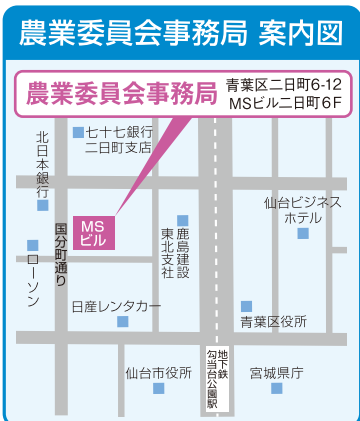 農業委員会事務局 案内図
農業委員会事務局
青葉区二日町6-12
MSビル二日町6F
七十七銀行
二日町支店
北日本銀行
仙台ビジネス
ホテル
MS
ビル
鹿島建設
東北支社
国分町通り
ローソン
日産レンタカー
青葉区役所
地下鉄
勾当台公園駅
仙台市役所
宮城県庁